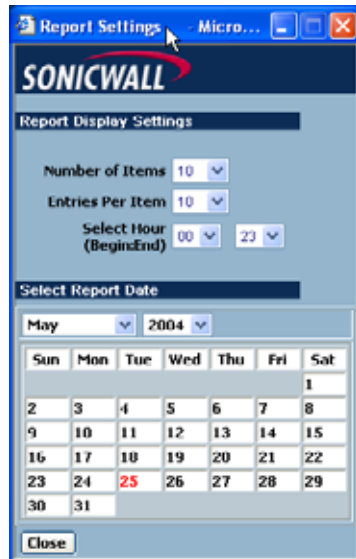 Report Settings - Micro...
SONICWALL
Report Display Settings
Number of Items 10
Entries Per Item 10
Select Hour 00 23
(Begin:End)
Select Report Date
May 2004
Sun Mon Tue Wed Thu Fri Sat
1
2 3 4 5 6 7 8
9 10 11 12 13 14 15
16 17 18 19 20 21 22
23 24 25 26 27 28 29
30 31
Close